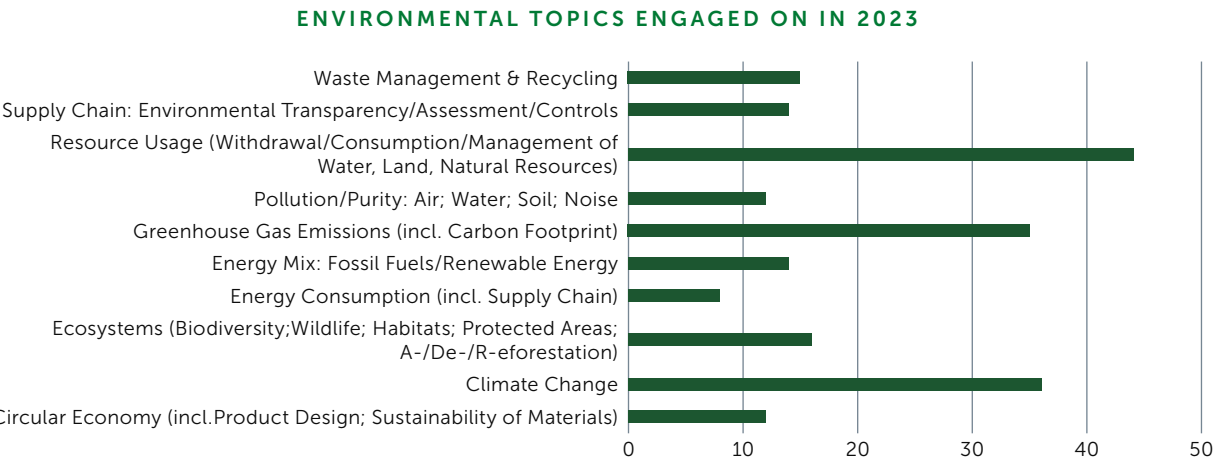 ENVIRONMENTAL TOPICS ENGAGED ON IN 2023
Waste Management & Recycling
Supply Chain: Environmental Transparency/Assessment/Controls
Resource Usage (Withdrawal/Consumption/Management of
Water, Land, Natural Resources)
Pollution/Purity: Air; Water; Soil; Noise
Greenhouse Gas Emissions (incl. Carbon Footprint)
Energy Mix: Fossil Fuels/Renewable Energy
Energy Consumption (incl. Supply Chain)
Ecosystems (Biodiversity;Wildlife; Habitats; Protected Areas;
A-/De-/R-eforestation)
Climate Change
Circular Economy (incl.Product Design; Sustainability of Materials)
0 10 20 30 40 50